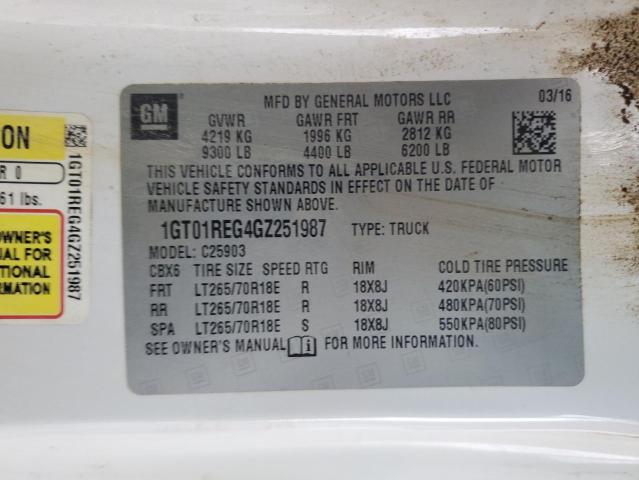 MFD BY GENERAL MOTORS LLC 03/16
GM
GVWR GAWR FRT GAWR RR
4219 KG 1996 KG 2812 KG
9300 LB 4400 LB 6200 LB
THIS VEHICLE CONFORMS TO ALL APPLICABLE U.S. FEDERAL MOTOR
VEHICLE SAFETY STANDARDS IN EFFECT ON THE DATE OF
MANUFACTURE SHOWN ABOVE.
1GT01REG4GZ251987 TYPE: TRUCK
MODEL: C25903
CBX6 TIRE SIZE SPEED RTG RIM COLD TIRE PRESSURE
FRT LT265/70R18E R 18X8J 420KPA(60PSI)
RR LT265/70R18E R 18X8J 480KPA(70PSI)
SPA LT265/70R18E S 18X8J 550KPA(80PSI)
SEE OWNER'S MANUAL i FOR MORE INFORMATION.
ON
R 0
61 lbs.
OWNER'S
UAL FOR
TIONAL
RMATION
1GT01REG4GZ251987